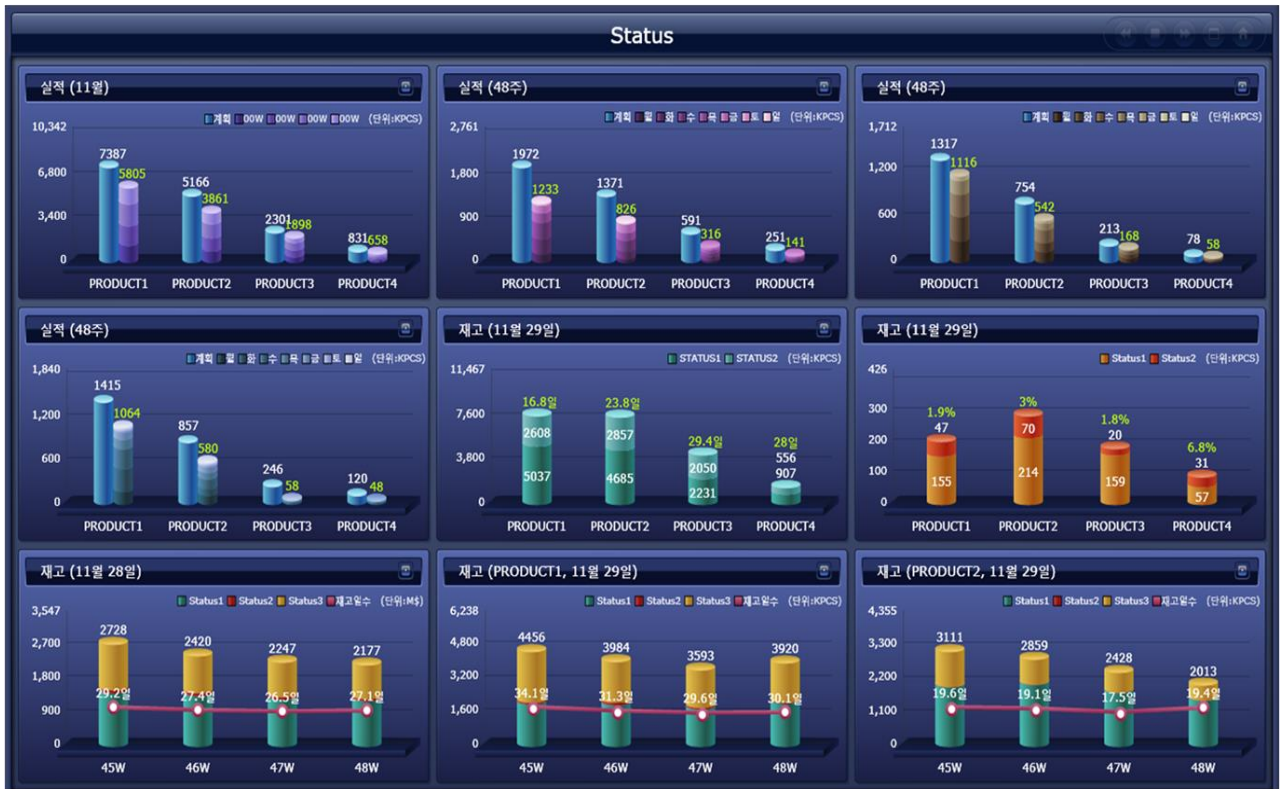 Status
실적 (11월)
계획 00W 00W 00W 00W (단위:KPCS)
10,342
6,800
3,400
0
7387 5805
5166 3861
2301 1898
831 658
PRODUCT1 PRODUCT2 PRODUCT3 PRODUCT4
실적 (48주)
계획 월 화 수 목 금 토 일 (단위:KPCS)
2,761
1,800
900
0
1972 1233
1371 826
591 316
251 141
PRODUCT1 PRODUCT2 PRODUCT3 PRODUCT4
실적 (48주)
계획 월 화 수 목 금 토 일 (단위:KPCS)
1,712
1,200
600
0
1317 1116
754 542
213 168
78 58
PRODUCT1 PRODUCT2 PRODUCT3 PRODUCT4
실적 (48주)
계획 월 화 수 목 금 토 일 (단위:KPCS)
1,840
1,200
600
0
1415 1064
857 580
246 58
120 48
PRODUCT1 PRODUCT2 PRODUCT3 PRODUCT4
재고 (11월 29일)
STATUS1 STATUS2 (단위:KPCS)
11,467
7,600
3,800
0
16.8일 23.8일 29.4일 28일
2608 2857 2050 556
5037 4685 2231 907
PRODUCT1 PRODUCT2 PRODUCT3 PRODUCT4
재고 (11월 29일)
Status1 Status2 (단위:KPCS)
426
300
200
100
0
1.9% 3% 1.8% 6.8%
47 70 20 31
155 214 159 57
PRODUCT1 PRODUCT2 PRODUCT3 PRODUCT4
재고 (11월 28일)
Status1 Status2 Status3 재고일수 (단위:M$)
3,547
2,700
1,800
900
0
2728 2420 2247 2177
29.2일 27.4일 26.5일 27.1일
45W 46W 47W 48W
재고 (PRODUCT1, 11월 29일)
Status1 Status2 Status3 재고일수 (단위:KPCS)
6,238
4,800
3,200
1,600
0
4456 3984 3593 3920
34.1일 31.3일 29.6일 30.1일
45W 46W 47W 48W
재고 (PRODUCT2, 11월 29일)
Status1 Status2 Status3 재고일수 (단위:KPCS)
4,355
3,300
2,200
1,100
0
3111 2859 2428 2013
19.6일 19.1일 17.5일 19.4일
45W 46W 47W 48W